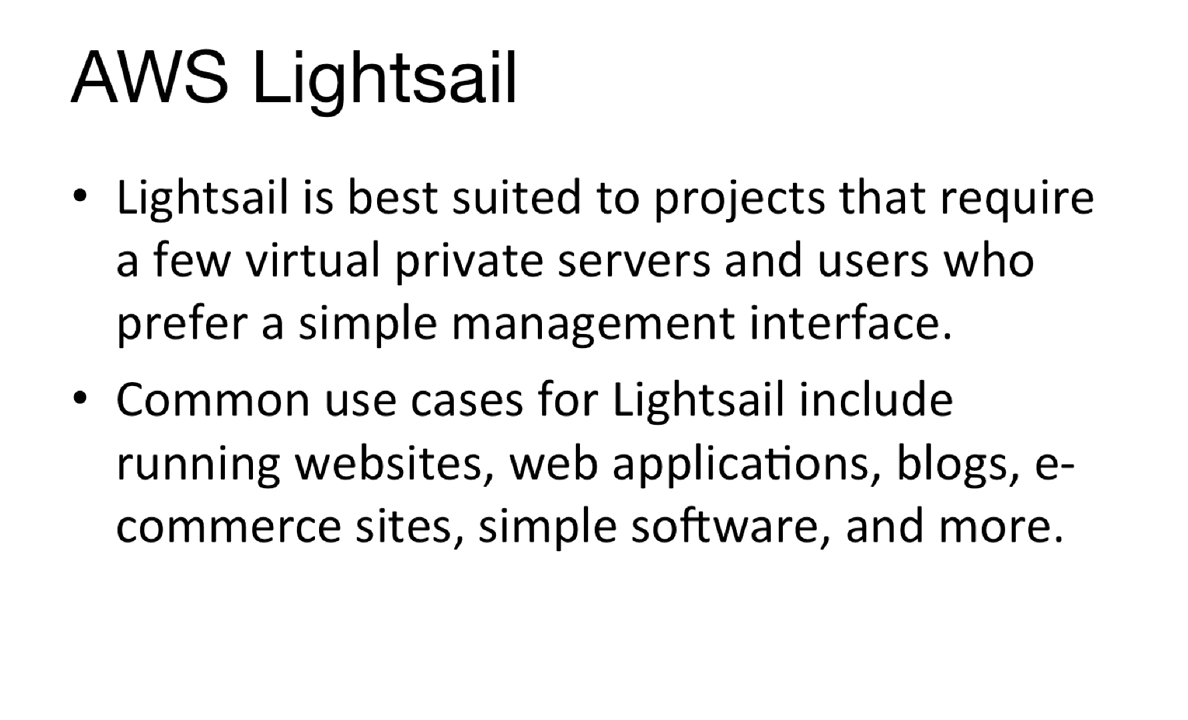 AWS Lightsail
• Lightsail is best suited to projects that require
a few virtual private servers and users who
prefer a simple management interface.
• Common use cases for Lightsail include
running websites, web applications, blogs, e-
commerce sites, simple software, and more.